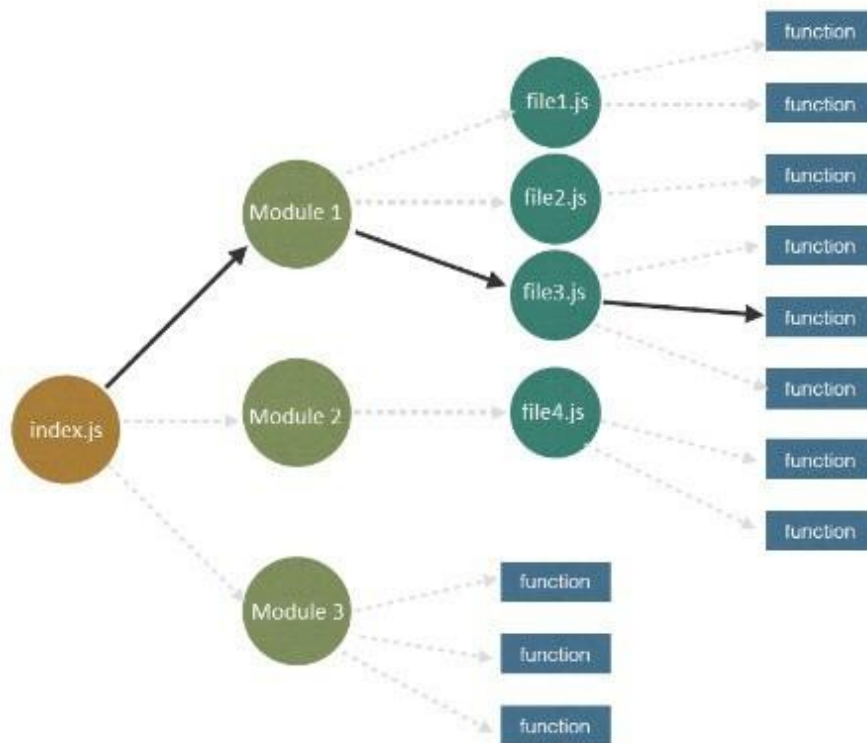 function
file1.js
function
function
Module 1
file2.js
function
file3.js
function
function
index.js
Module 2
file4.js
function
function
Module 3
function
function
function